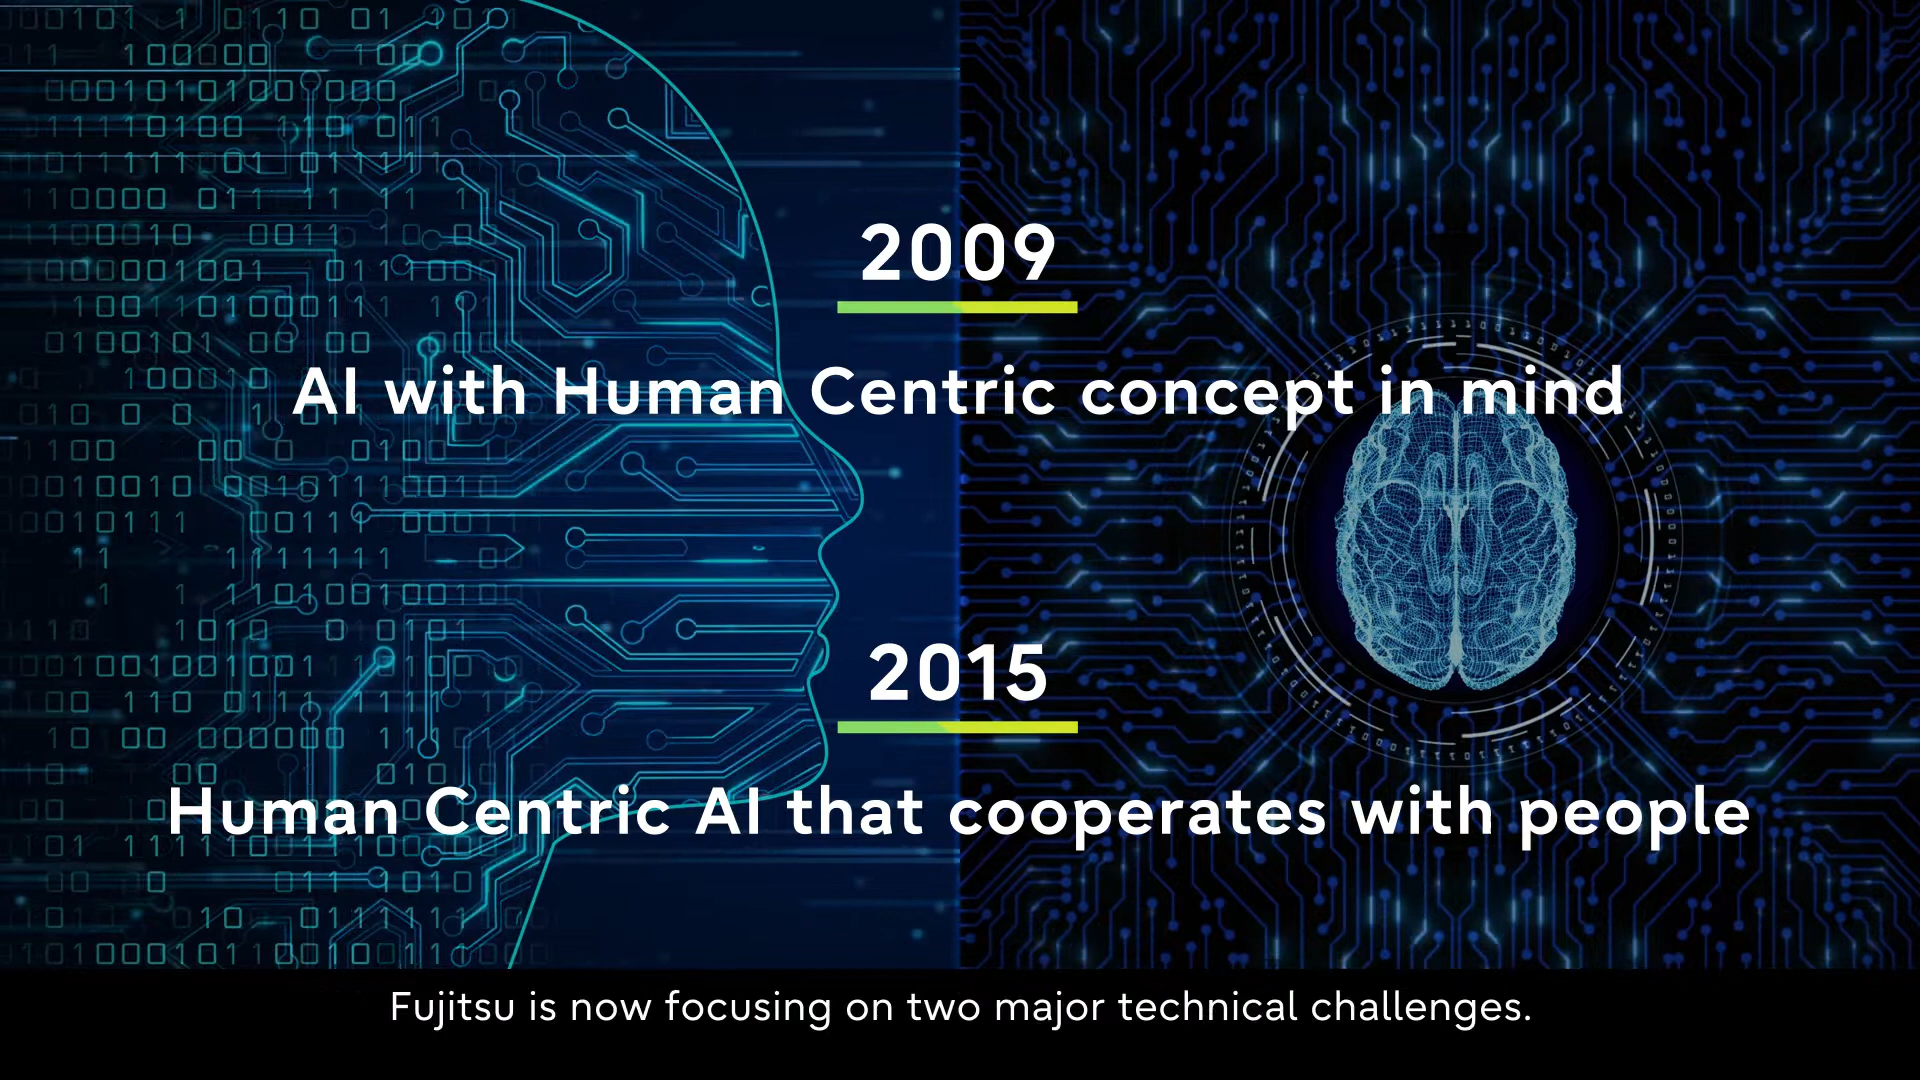 2009
AI with Human Centric concept in mind
2015
Human Centric AI that cooperates with people
Fujitsu is now focusing on two major technical challenges.